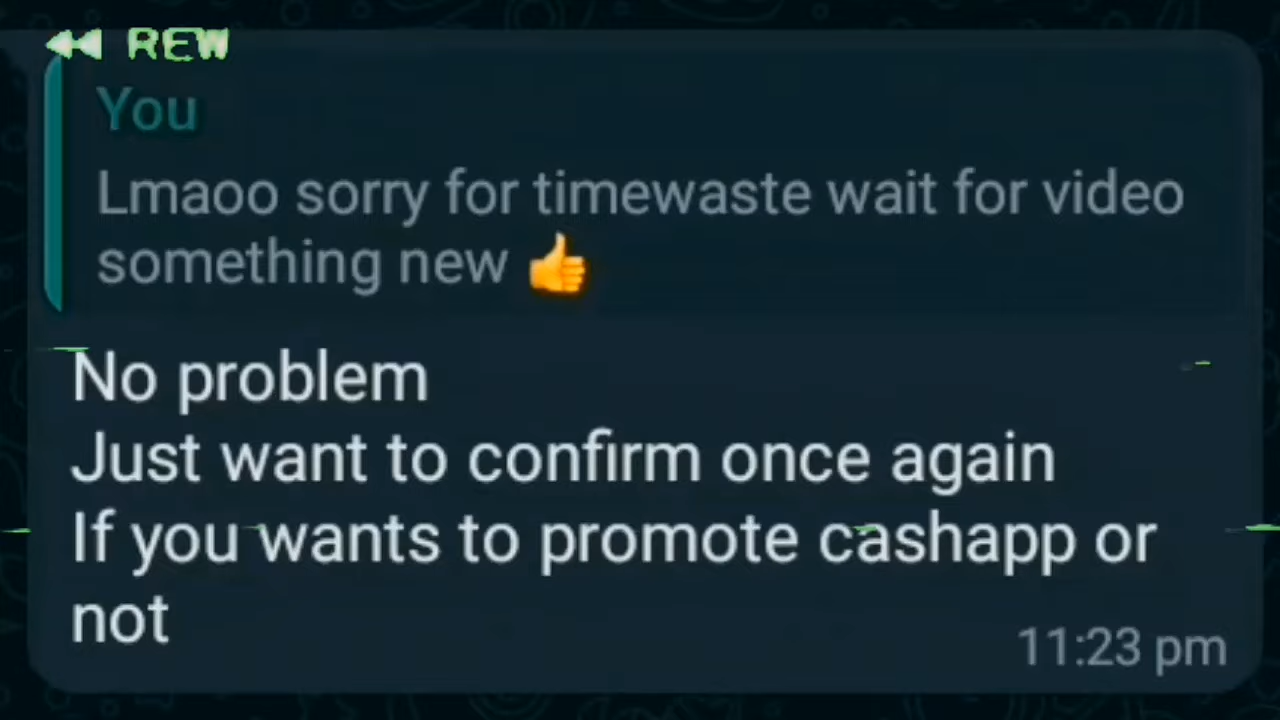 REW
You
Lmaoo sorry for timewaste wait for video
something new 👍
No problem
Just want to confirm once again
If you wants to promote cashapp or
not
11:23 pm